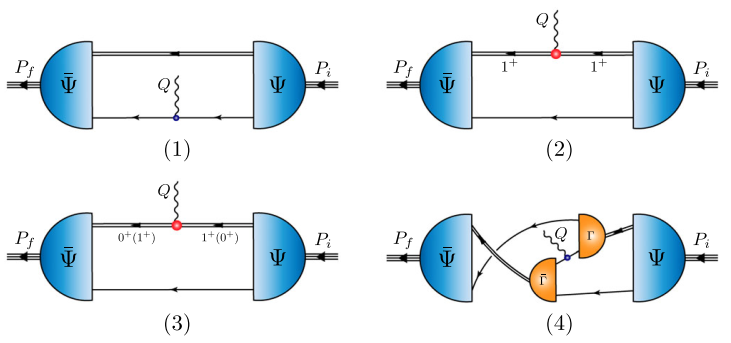 Q
P_f Ψ̄ Ψ P_i
Q
(1)
Q
1⁺ 1⁺
P_f Ψ̄ Ψ P_i
(2)
Q
0⁺(1⁺) 1⁺(0⁺)
P_f Ψ̄ Ψ P_i
(3)
Γ
Q
P_f Ψ̄ Ψ P_i
Γ̄
(4)